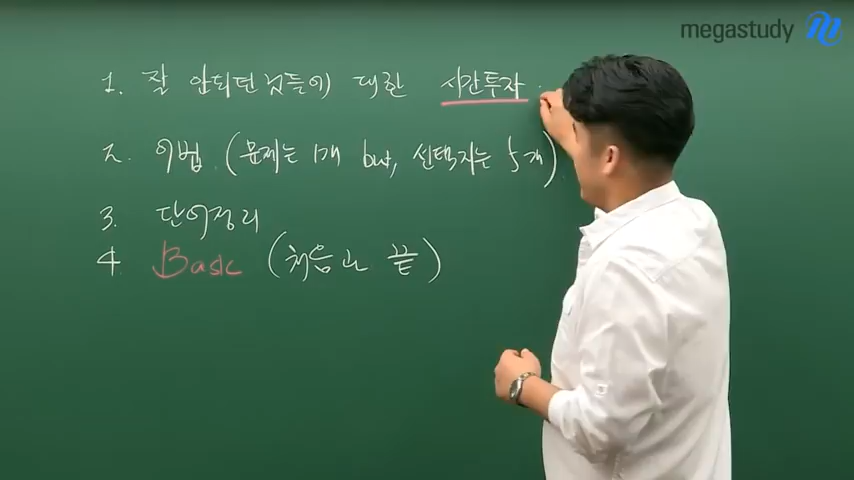 megastudy
1. 잘 안되던 놈들에 대한 시간투자
2. 어법 (문제는 1개 but, 선택지는 5개)
3. 단어정리
4. Basic (처음과 끝)